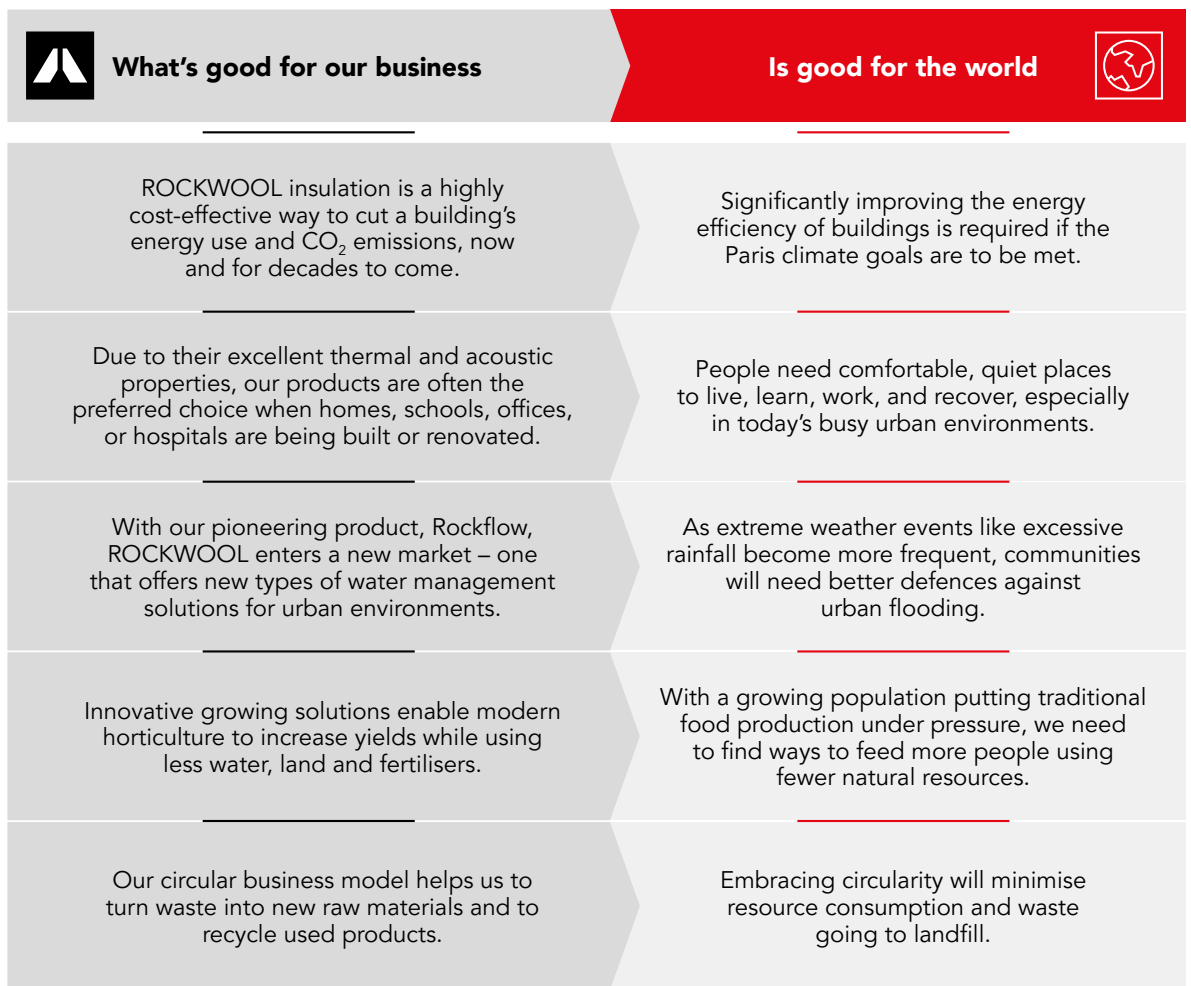 What's good for our business
Is good for the world
ROCKWOOL insulation is a highly
cost-effective way to cut a building's
energy use and CO₂ emissions, now
and for decades to come.
Significantly improving the energy
efficiency of buildings is required if the
Paris climate goals are to be met.
Due to their excellent thermal and acoustic
properties, our products are often the
preferred choice when homes, schools, offices,
or hospitals are being built or renovated.
People need comfortable, quiet places
to live, learn, work, and recover, especially
in today's busy urban environments.
With our pioneering product, Rockflow,
ROCKWOOL enters a new market – one
that offers new types of water management
solutions for urban environments.
As extreme weather events like excessive
rainfall become more frequent, communities
will need better defences against
urban flooding.
Innovative growing solutions enable modern
horticulture to increase yields while using
less water, land and fertilisers.
With a growing population putting traditional
food production under pressure, we need
to find ways to feed more people using
fewer natural resources.
Our circular business model helps us to
turn waste into new raw materials and to
recycle used products.
Embracing circularity will minimise
resource consumption and waste
going to landfill.